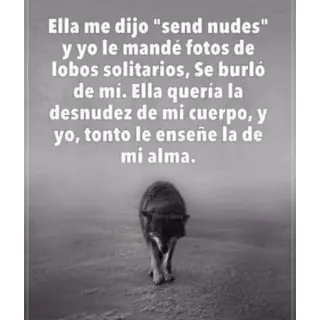 Ella me dijo "send nudes"
y yo le mandé fotos de
lobos solitarios, Se burló
de mí. Ella quería la
desnudez de mi cuerpo, y
yo, tonto le enseñe la de
mi alma.